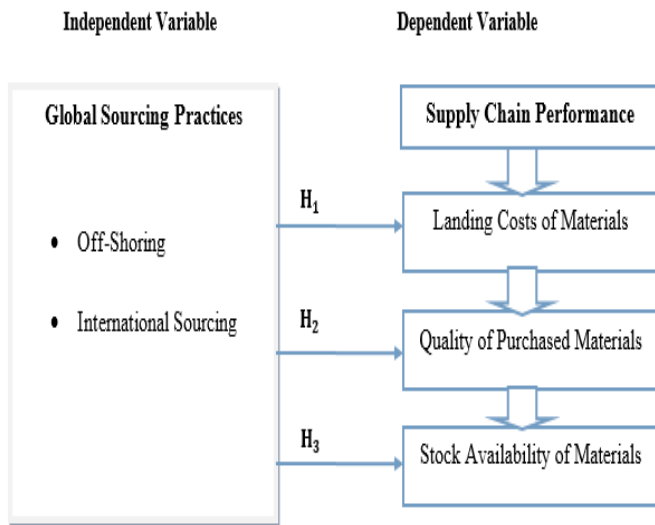 Independent Variable
Dependent Variable
Global Sourcing Practices
• Off-Shoring
• International Sourcing
H₁
H₂
H₃
Supply Chain Performance
Landing Costs of Materials
Quality of Purchased Materials
Stock Availability of Materials